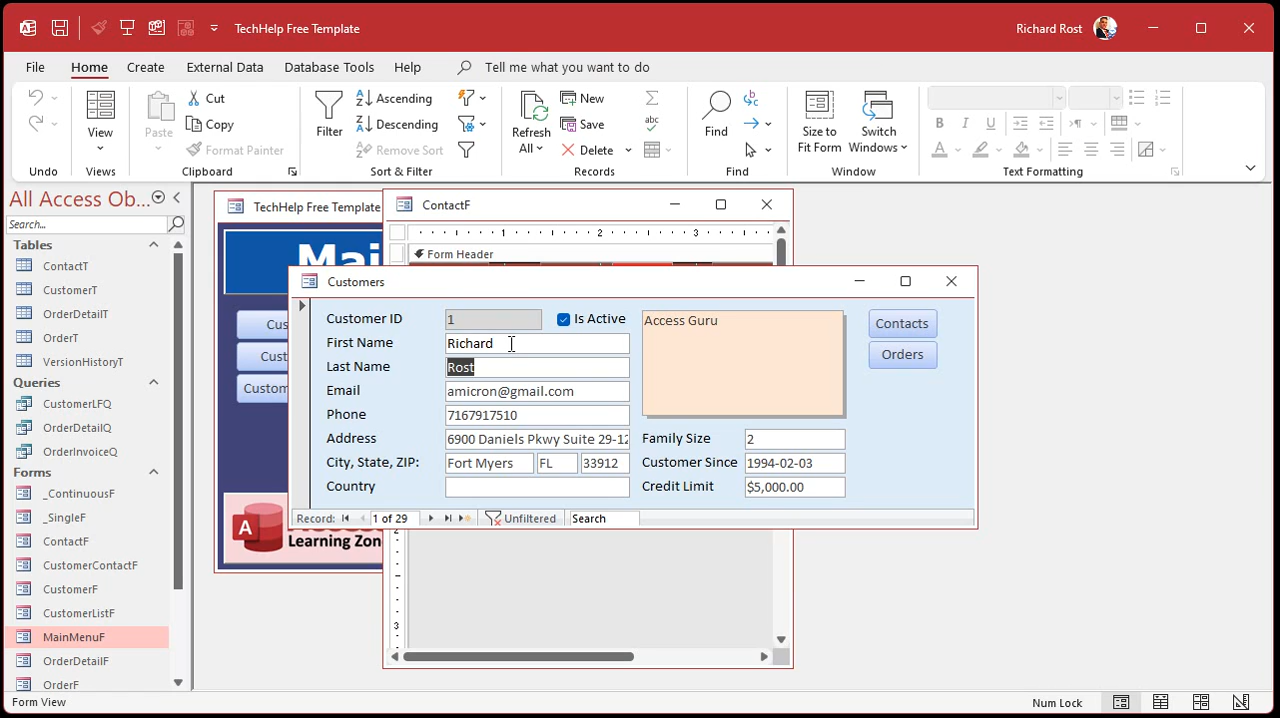 TechHelp Free Template
Richard Rost
File
Home
Create
External Data
Database Tools
Help
Tell me what you want to do
View
Paste
Cut
Copy
Format Painter
Filter
Ascending
Descending
Remove Sort
Refresh
All
New
Save
Delete
Find
Size to
Fit Form
Switch
Windows
Undo
Views
Clipboard
Sort & Filter
Records
Find
Window
Text Formatting
All Access Ob...
Search...
Tables
ContactT
CustomerT
OrderDetailT
OrderT
VersionHistoryT
Queries
CustomerLFQ
OrderDetailQ
OrderInvoiceQ
Forms
_ContinuousF
_SingleF
ContactF
CustomerContactF
CustomerF
CustomerListF
MainMenuF
OrderDetailF
OrderF
TechHelp Free Template
Mai
Cus
Cust
Custom
A
Learning Zon
ContactF
1
2
3
Form Header
3
Customers
Customer ID
1
Is Active
First Name
Richard
Last Name
Rost
Email
amicron@gmail.com
Phone
7167917510
Address
6900 Daniels Pkwy Suite 29-12
City, State, ZIP:
Fort Myers
FL
33912
Country
Access Guru
Family Size
2
Customer Since
1994-02-03
Credit Limit
$5,000.00
Contacts
Orders
Record:
1 of 29
Unfiltered
Search
Form View
Num Lock